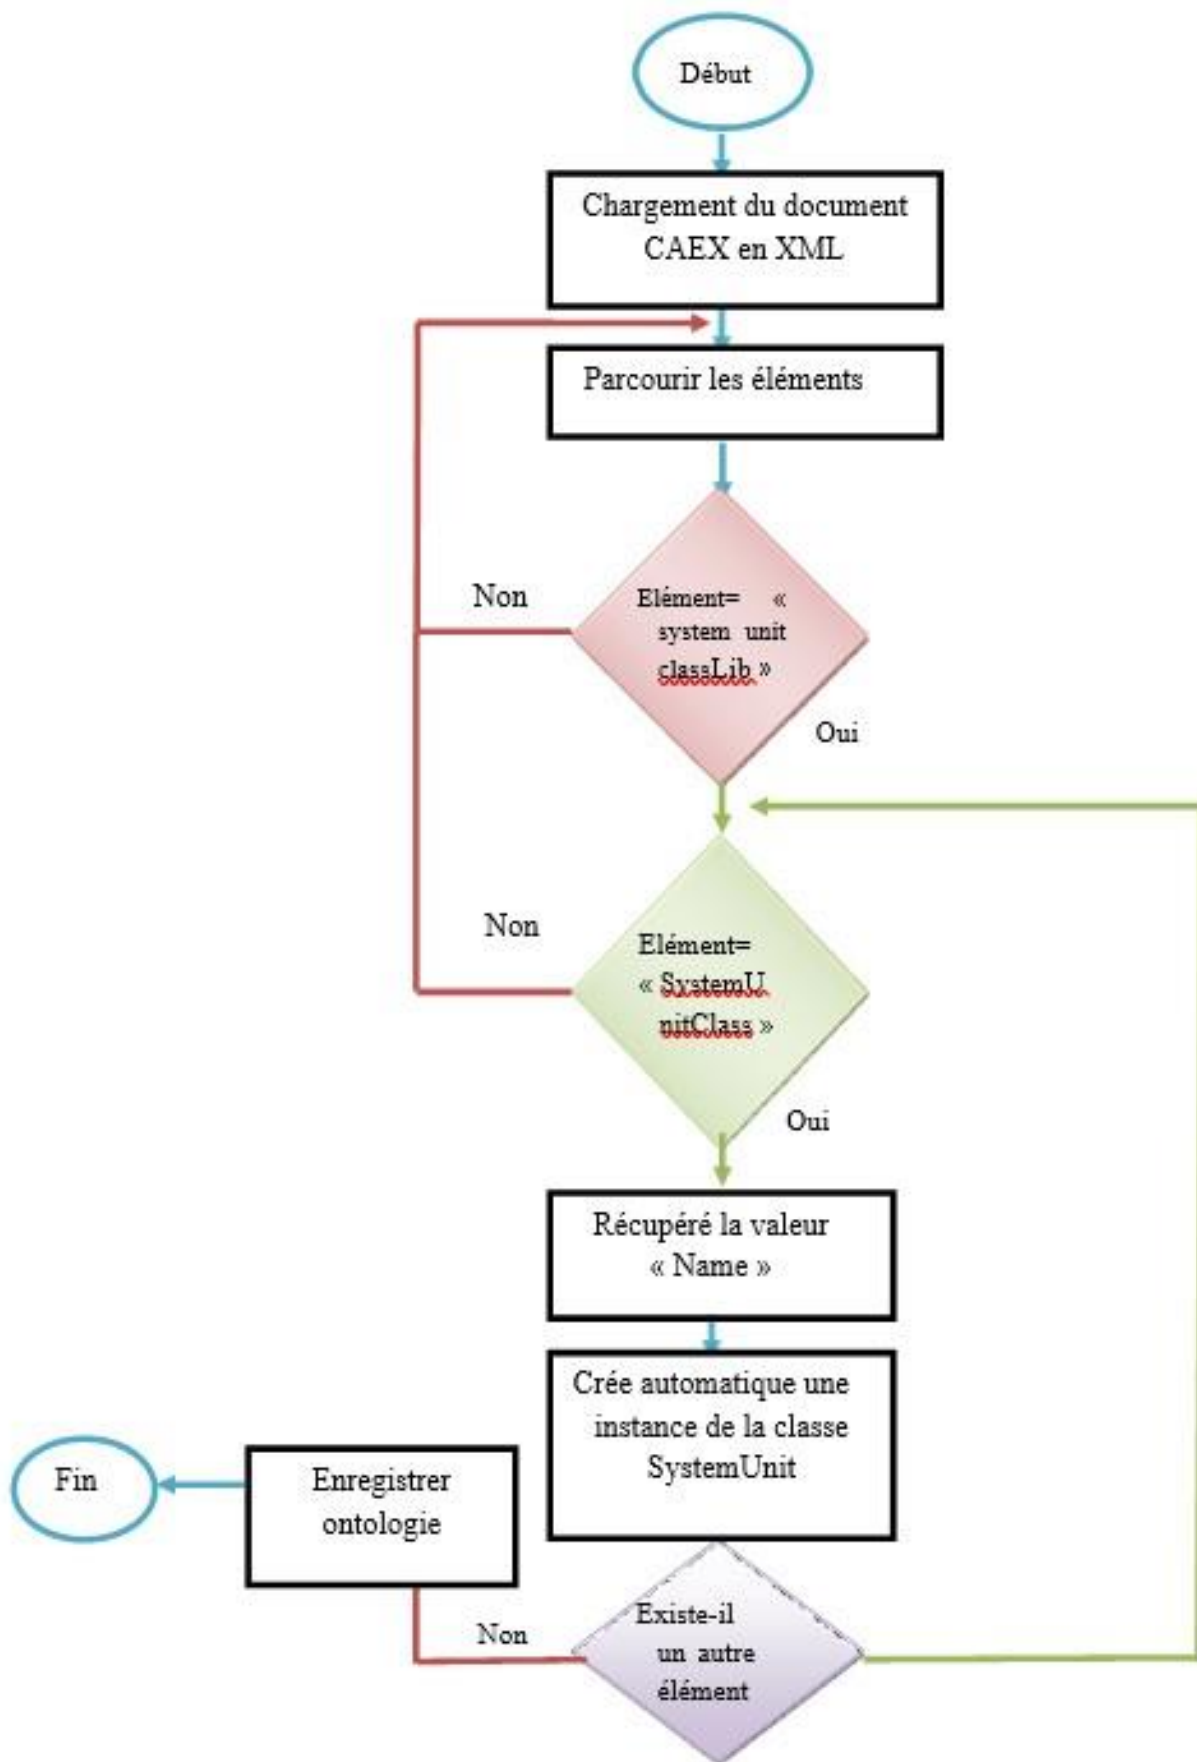 Début
Chargement du document
CAEX en XML
Parcourir les éléments
Non
Elément= «
system unit
classLib »
Oui
Non
Elément=
« SystemU
nitClass »
Oui
Récupéré la valeur
« Name »
Crée automatique une
instance de la classe
SystemUnit
Fin
Enregistrer
ontologie
Non
Existe-il
un autre
élément